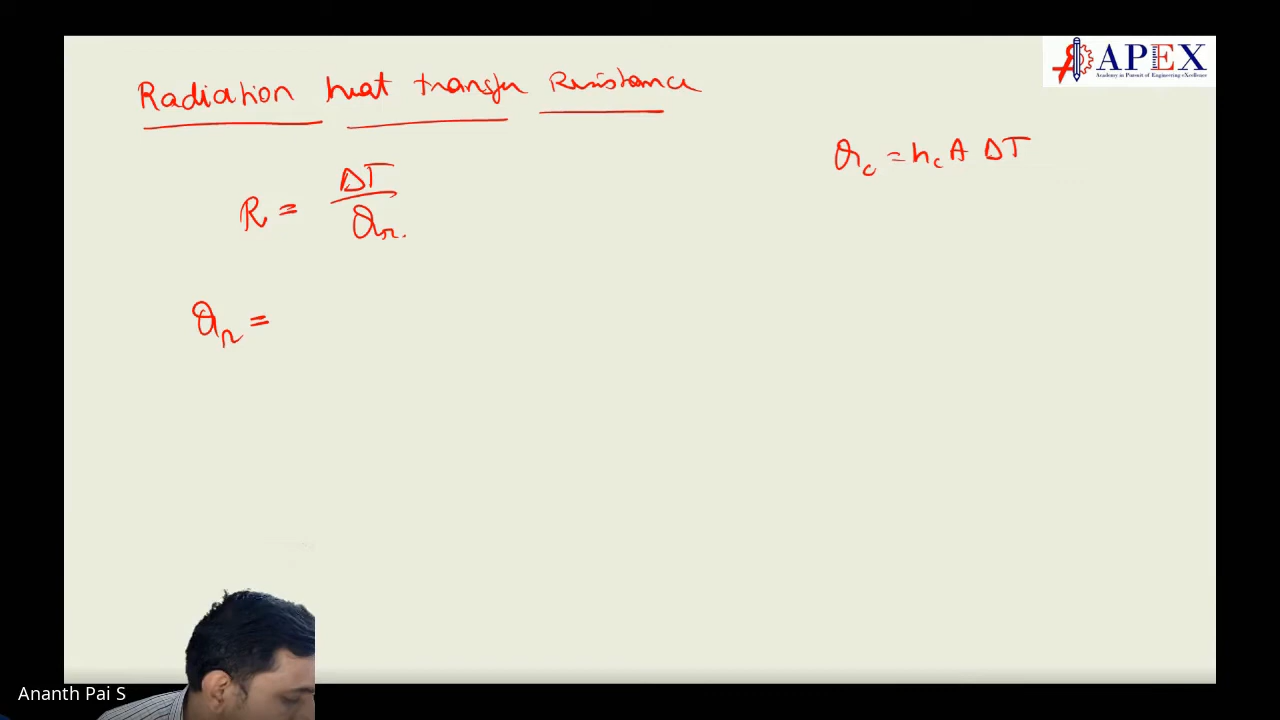 Radiation heat transfer Resistance
APEX
Academy in Pursuit of Engineering eXcellence
Qc = hc A ΔT
R = ΔT
Qr.
Qr =
Ananth Pai S